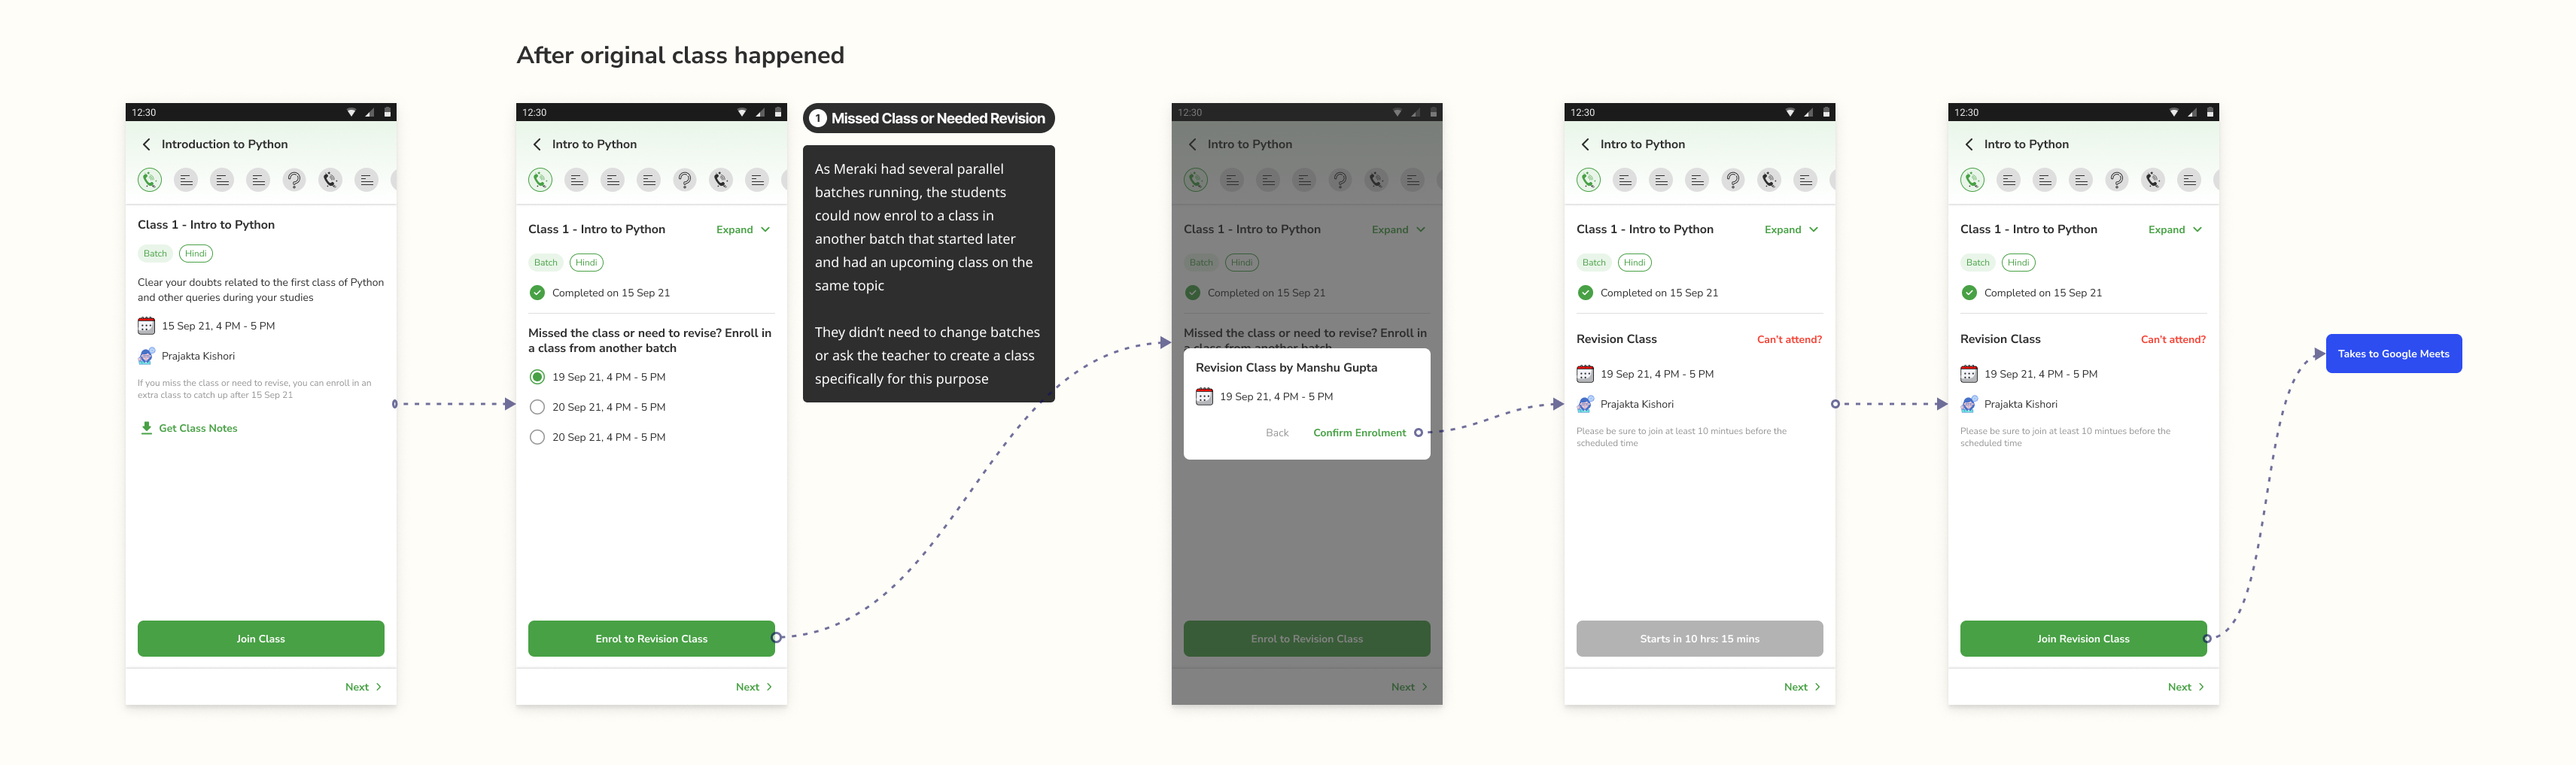 After original class happened
12:30
Introduction to Python
Class 1 - Intro to Python
Batch
Hindi
Clear your doubts related to the first class of Python
and other queries during your studies
15 Sep 21, 4 PM - 5 PM
Prajakta Kishori
If you miss the class or need to revise, you can enroll in an
extra class to catch up after 15 Sep 21
Get Class Notes
Join Class
Next
12:30
Intro to Python
Class 1 - Intro to Python
Expand
Batch
Hindi
Completed on 15 Sep 21
Missed the class or need to revise? Enroll in
a class from another batch
19 Sep 21, 4 PM - 5 PM
20 Sep 21, 4 PM - 5 PM
20 Sep 21, 4 PM - 5 PM
Enrol to Revision Class
Next
1 Missed Class or Needed Revision
As Meraki had several parallel
batches running, the students
could now enrol to a class in
another batch that started later
and had an upcoming class on the
same topic
They didn't need to change batches
or ask the teacher to create a class
specifically for this purpose
12:30
Intro to Python
Class 1 - Intro to Python
Expand
Batch
Hindi
Completed on 15 Sep 21
Missed the class or need to revise? Enroll in
a class from another batch
Revision Class by Manshu Gupta
19 Sep 21, 4 PM - 5 PM
Back
Confirm Enrolment
Enrol to Revision Class
Next
12:30
Intro to Python
Class 1 - Intro to Python
Expand
Batch
Hindi
Completed on 15 Sep 21
Revision Class
Can't attend?
19 Sep 21, 4 PM - 5 PM
Prajakta Kishori
Please be sure to join at least 10 mintues before the
scheduled time
Starts in 10 hrs: 15 mins
Next
12:30
Intro to Python
Class 1 - Intro to Python
Expand
Batch
Hindi
Completed on 15 Sep 21
Revision Class
Can't attend?
19 Sep 21, 4 PM - 5 PM
Prajakta Kishori
Please be sure to join at least 10 mintues before the
scheduled time
Join Revision Class
Next
Takes to Google Meets